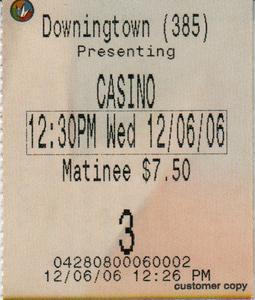 Downingtown (385)
Presenting
CASINO
12:30PM Wed 12/06/06
Matinee $7.50
3
04280800060002
customer copy
12/06/06 12:26 PM